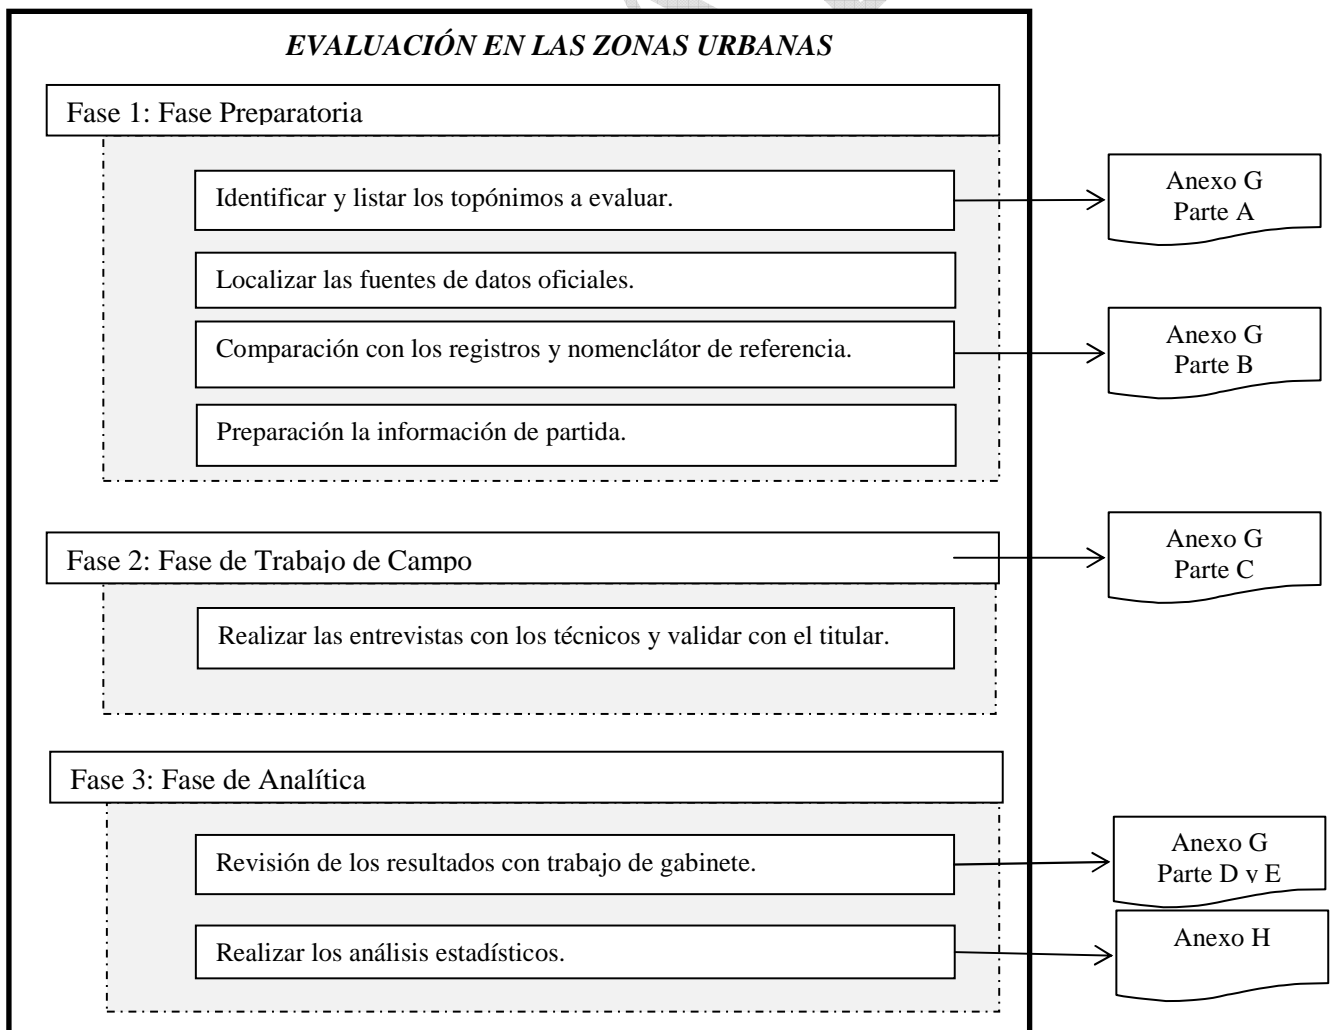 EVALUACIÓN EN LAS ZONAS URBANAS
Fase 1: Fase Preparatoria
Identificar y listar los topónimos a evaluar.
Anexo G
Parte A
Localizar las fuentes de datos oficiales.
Comparación con los registros y nomenclátor de referencia.
Anexo G
Parte B
Preparación la información de partida.
Fase 2: Fase de Trabajo de Campo
Anexo G
Parte C
Realizar las entrevistas con los técnicos y validar con el titular.
Fase 3: Fase de Analítica
Revisión de los resultados con trabajo de gabinete.
Anexo G
Parte D y E
Realizar los análisis estadísticos.
Anexo H